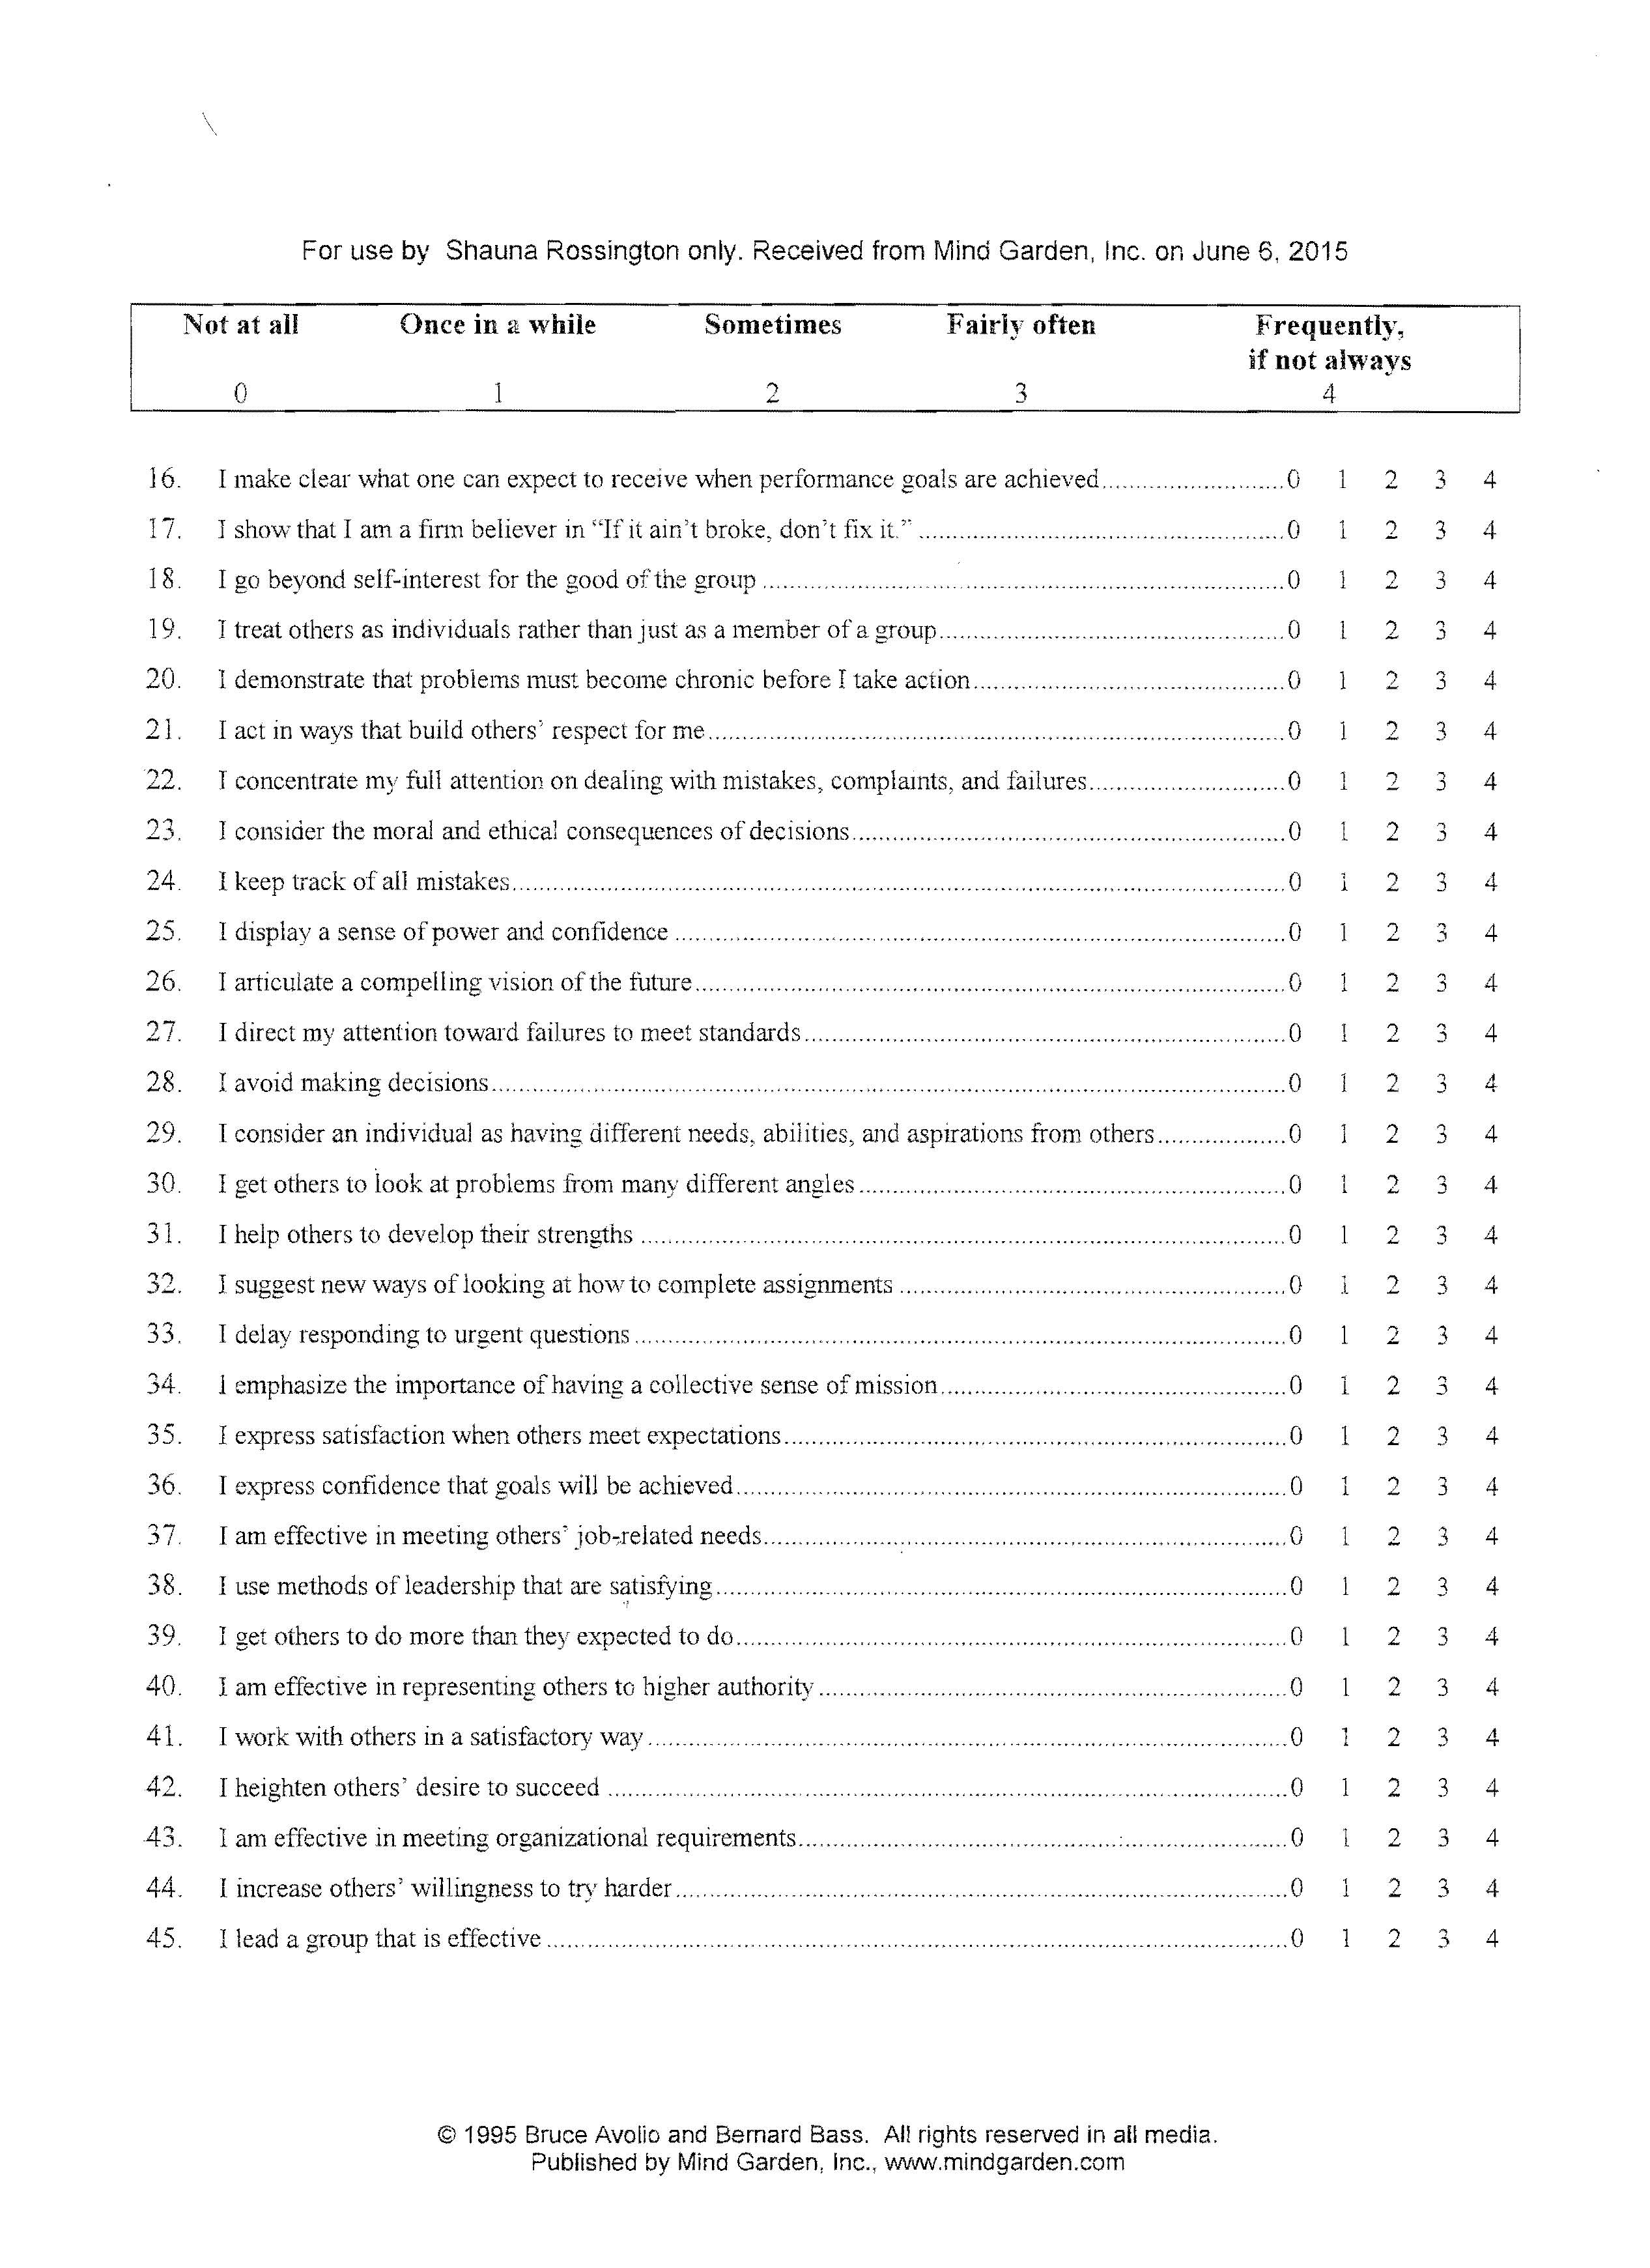 For use by Shauna Rossington only. Received from Mind Garden, Inc. on June 6, 2015
Not at all Once in a while Sometimes Fairly often Frequently,
if not always
0 1 2 3 4
16. I make clear what one can expect to receive when performance goals are achieved..........................0 1 2 3 4
17. I show that I am a firm believer in “If it ain’t broke, don’t fix it.” ..........................0 1 2 3 4
18. I go beyond self-interest for the good of the group ..........................0 1 2 3 4
19. I treat others as individuals rather than just as a member of a group..........................0 1 2 3 4
20. I demonstrate that problems must become chronic before I take action..........................0 1 2 3 4
21. I act in ways that build others’ respect for me..........................0 1 2 3 4
22. I concentrate my full attention on dealing with mistakes, complaints, and failures..........................0 1 2 3 4
23. I consider the moral and ethical consequences of decisions..........................0 1 2 3 4
24. I keep track of all mistakes..........................0 1 2 3 4
25. I display a sense of power and confidence ..........................0 1 2 3 4
26. I articulate a compelling vision of the future..........................0 1 2 3 4
27. I direct my attention toward failures to meet standards..........................0 1 2 3 4
28. I avoid making decisions..........................0 1 2 3 4
29. I consider an individual as having different needs, abilities, and aspirations from others...................0 1 2 3 4
30. I get others to look at problems from many different angles..........................0 1 2 3 4
31. I help others to develop their strengths ..........................0 1 2 3 4
32. I suggest new ways of looking at how to complete assignments ..........................0 1 2 3 4
33. I delay responding to urgent questions..........................0 1 2 3 4
34. I emphasize the importance of having a collective sense of mission..........................0 1 2 3 4
35. I express satisfaction when others meet expectations..........................0 1 2 3 4
36. I express confidence that goals will be achieved..........................0 1 2 3 4
37. I am effective in meeting others’ job-related needs..........................0 1 2 3 4
38. I use methods of leadership that are satisfying..........................0 1 2 3 4
39. I get others to do more than they expected to do..........................0 1 2 3 4
40. I am effective in representing others to higher authority..........................0 1 2 3 4
41. I work with others in a satisfactory way..........................0 1 2 3 4
42. I heighten others’ desire to succeed ..........................0 1 2 3 4
43. I am effective in meeting organizational requirements..........................0 1 2 3 4
44. I increase others’ willingness to try harder..........................0 1 2 3 4
45. I lead a group that is effective..........................0 1 2 3 4
© 1995 Bruce Avolio and Bernard Bass. All rights reserved in all media.
Published by Mind Garden, Inc., www.mindgarden.com